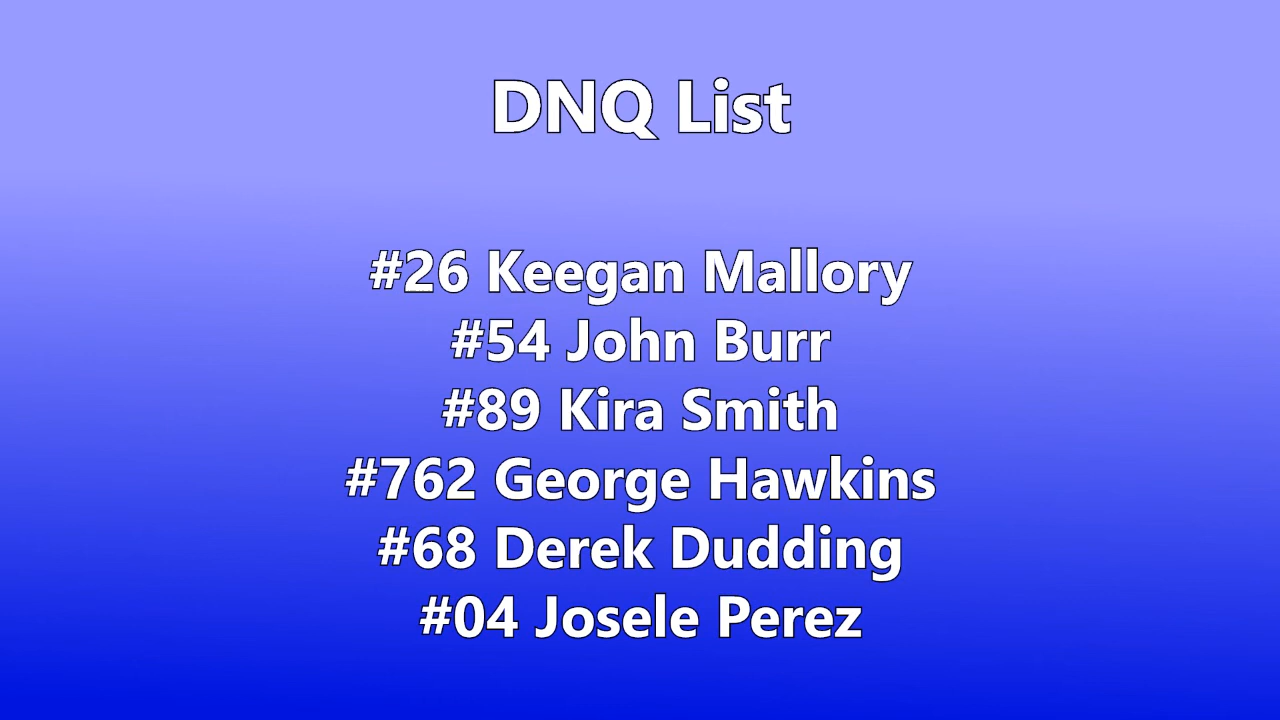 DNQ List
#26 Keegan Mallory
#54 John Burr
#89 Kira Smith
#762 George Hawkins
#68 Derek Dudding
#04 Josele Perez